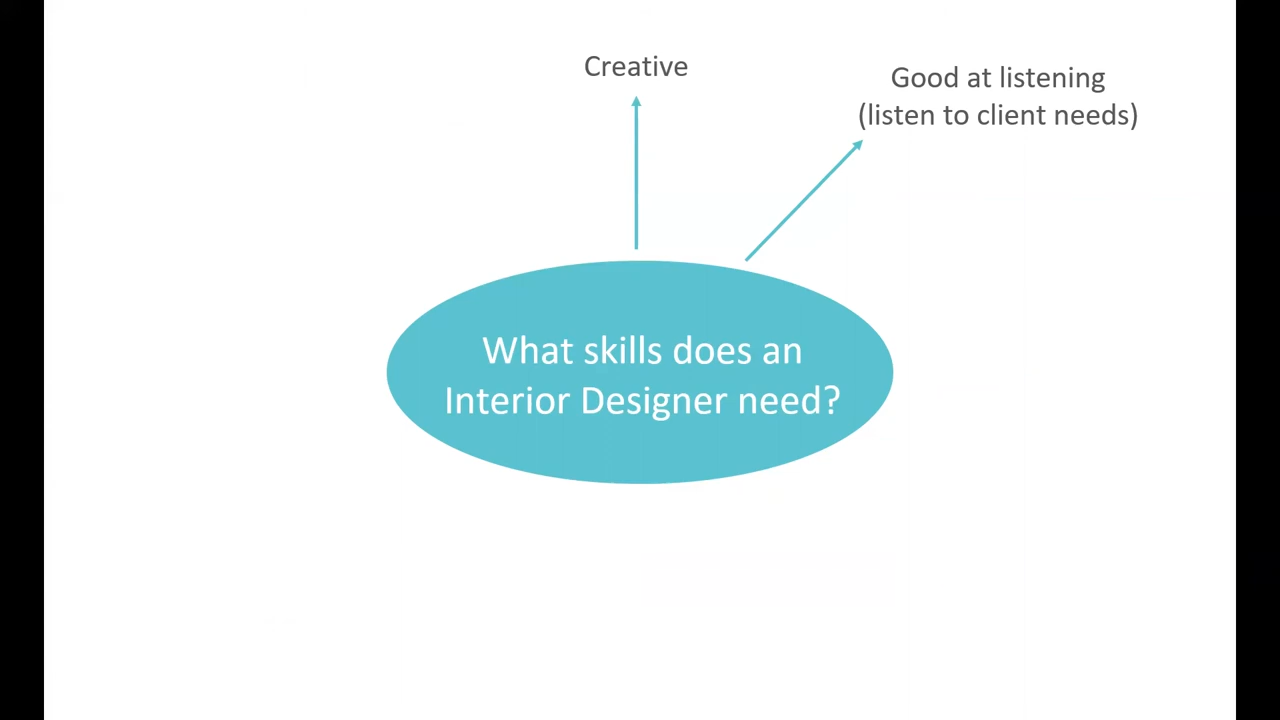 Creative
Good at listening
(listen to client needs)
What skills does an
Interior Designer need?